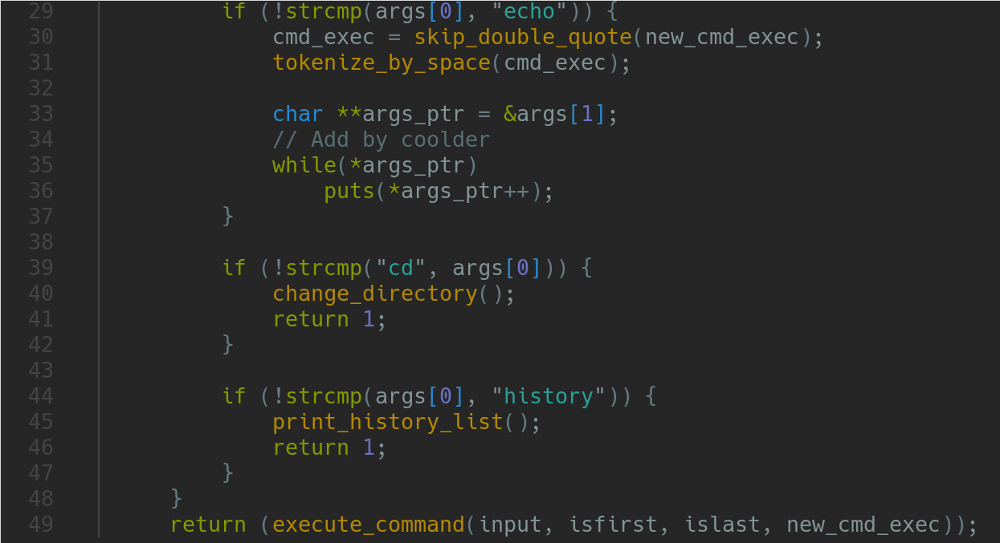 29 if (!strcmp(args[0], "echo")) {
30 cmd_exec = skip_double_quote(new_cmd_exec);
31 tokenize_by_space(cmd_exec);
32
33 char **args_ptr = &args[1];
34 // Add by coolder
35 while(*args_ptr)
36 puts(*args_ptr++);
37 }
38
39 if (!strcmp("cd", args[0])) {
40 change_directory();
41 return 1;
42 }
43
44 if (!strcmp(args[0], "history")) {
45 print_history_list();
46 return 1;
47 }
48 }
49 return (execute_command(input, isfirst, islast, new_cmd_exec));